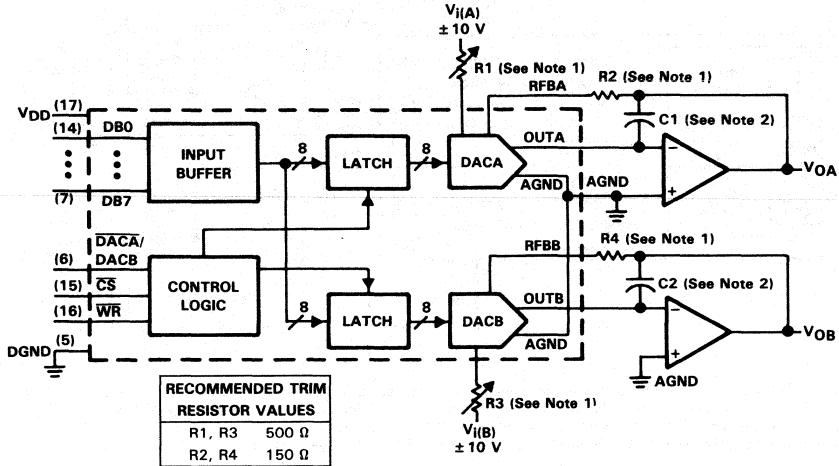 Vi(A)
± 10 V
R1 (See Note 1)
RFBA
R2 (See Note 1)
C1 (See Note 2)
VDD
(17)
(14)
DB0
INPUT
BUFFER
8
LATCH
8
DACA
OUTA
AGND
AGND
−
+
VOA
(7)
DB7
DACA/
DACB
(6)
(15)
CS
(16)
WR
CONTROL
LOGIC
RFBB
R4 (See Note 1)
C2 (See Note 2)
8
LATCH
8
DACB
OUTB
AGND
−
+
VOB
AGND
DGND
(5)
R3 (See Note 1)
Vi(B)
± 10 V
RECOMMENDED TRIM
RESISTOR VALUES
R1, R3 500 Ω
R2, R4 150 Ω